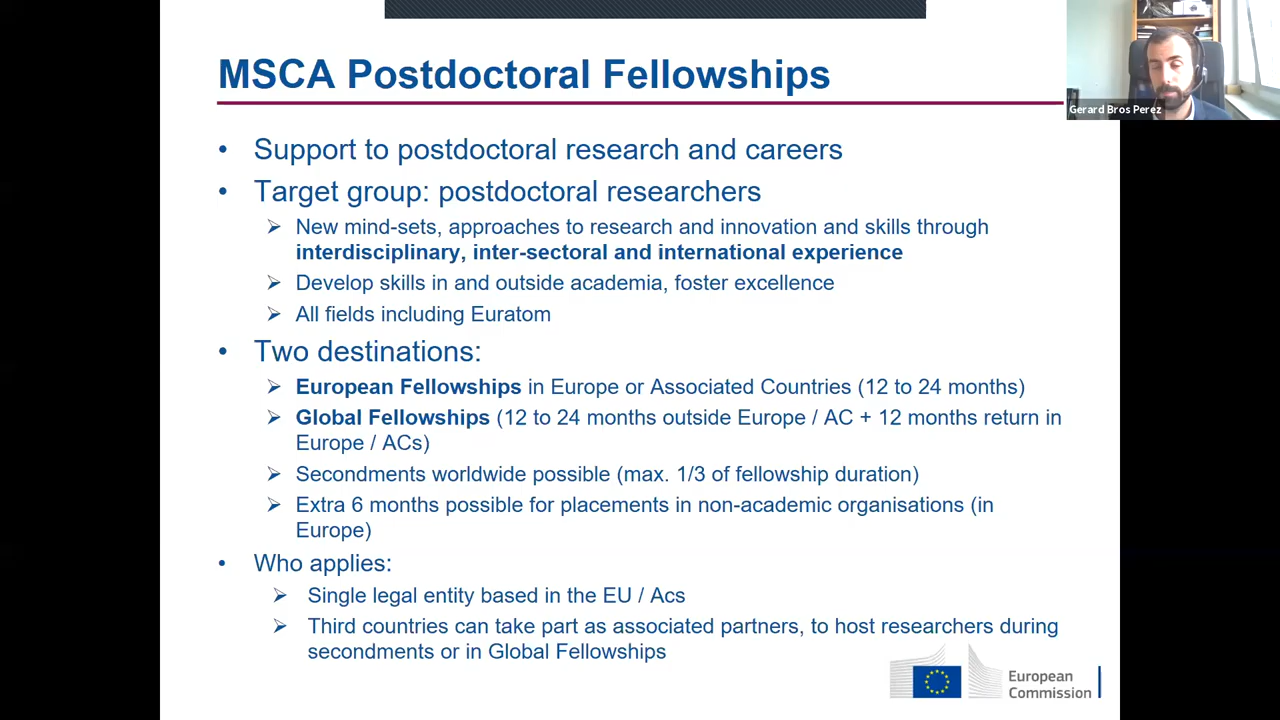 MSCA Postdoctoral Fellowships
Gerard Bros Perez
• Support to postdoctoral research and careers
• Target group: postdoctoral researchers
➢ New mind-sets, approaches to research and innovation and skills through
interdisciplinary, inter-sectoral and international experience
➢ Develop skills in and outside academia, foster excellence
➢ All fields including Euratom
• Two destinations:
➢ European Fellowships in Europe or Associated Countries (12 to 24 months)
➢ Global Fellowships (12 to 24 months outside Europe / AC + 12 months return in
Europe / ACs)
➢ Secondments worldwide possible (max. 1/3 of fellowship duration)
➢ Extra 6 months possible for placements in non-academic organisations (in
Europe)
• Who applies:
➢ Single legal entity based in the EU / Acs
➢ Third countries can take part as associated partners, to host researchers during
secondments or in Global Fellowships
European
Commission